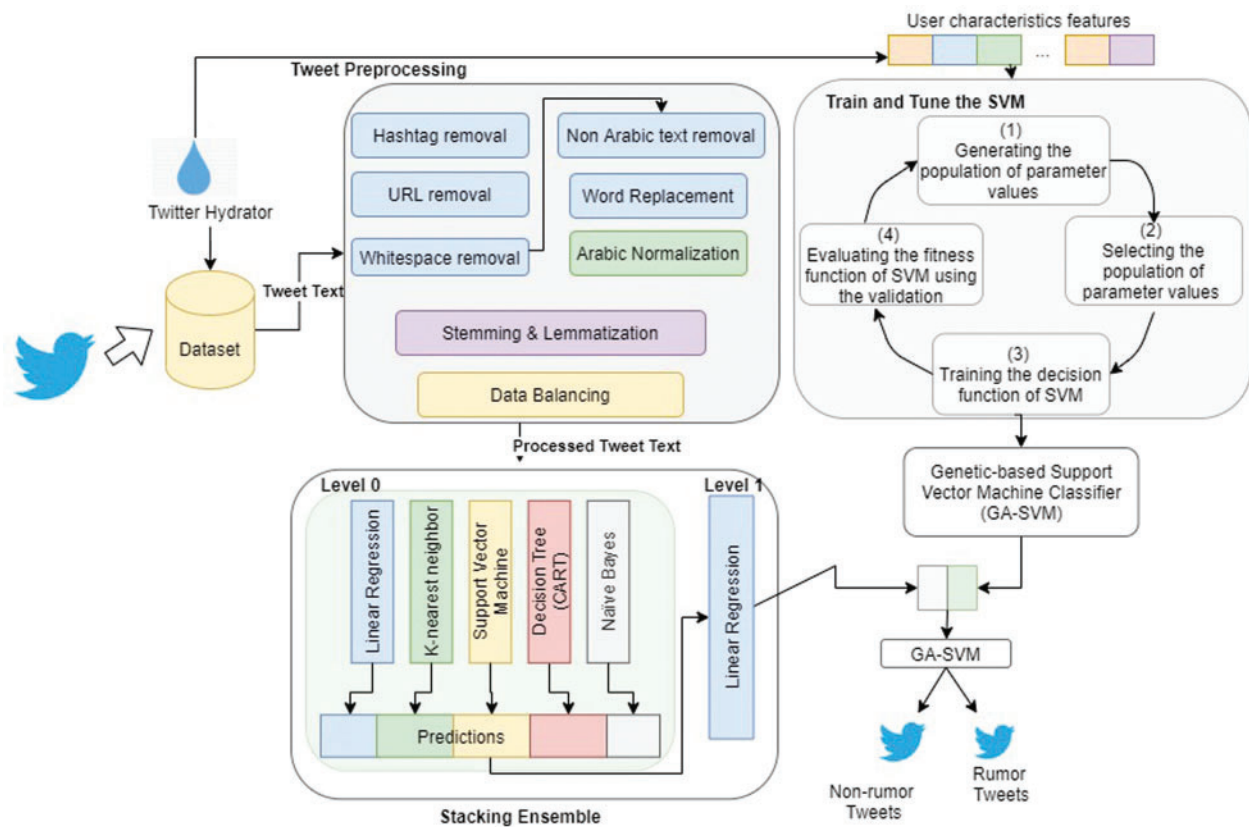 User characteristics features
...
Tweet Preprocessing
Twitter Hydrator
Dataset
Tweet Text
Hashtag removal
URL removal
Whitespace removal
Non Arabic text removal
Word Replacement
Arabic Normalization
Stemming & Lemmatization
Data Balancing
Processed Tweet Text
Train and Tune the SVM
(1)
Generating the
population of parameter
values
(2)
Selecting the
population of
parameter values
(3)
Training the decision
function of SVM
(4)
Evaluating the fitness
function of SVM using
the validation
Genetic-based Support
Vector Machine Classifier
(GA-SVM)
Level 0
Level 1
Linear Regression
K-nearest neighbor
Support Vector
Machine
Decision Tree
(CART)
Naïve Bayes
Linear Regression
Predictions
Stacking Ensemble
GA-SVM
Non-rumor
Tweets
Rumor
Tweets